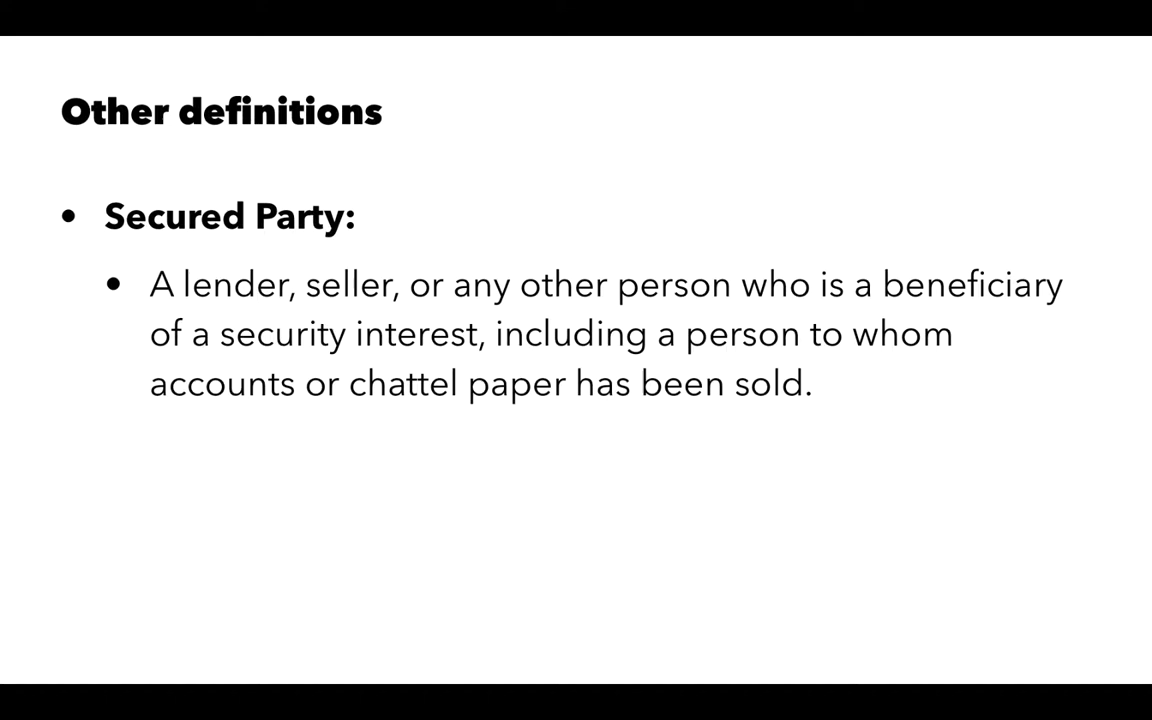 Other definitions
• Secured Party:
• A lender, seller, or any other person who is a beneficiary
of a security interest, including a person to whom
accounts or chattel paper has been sold.